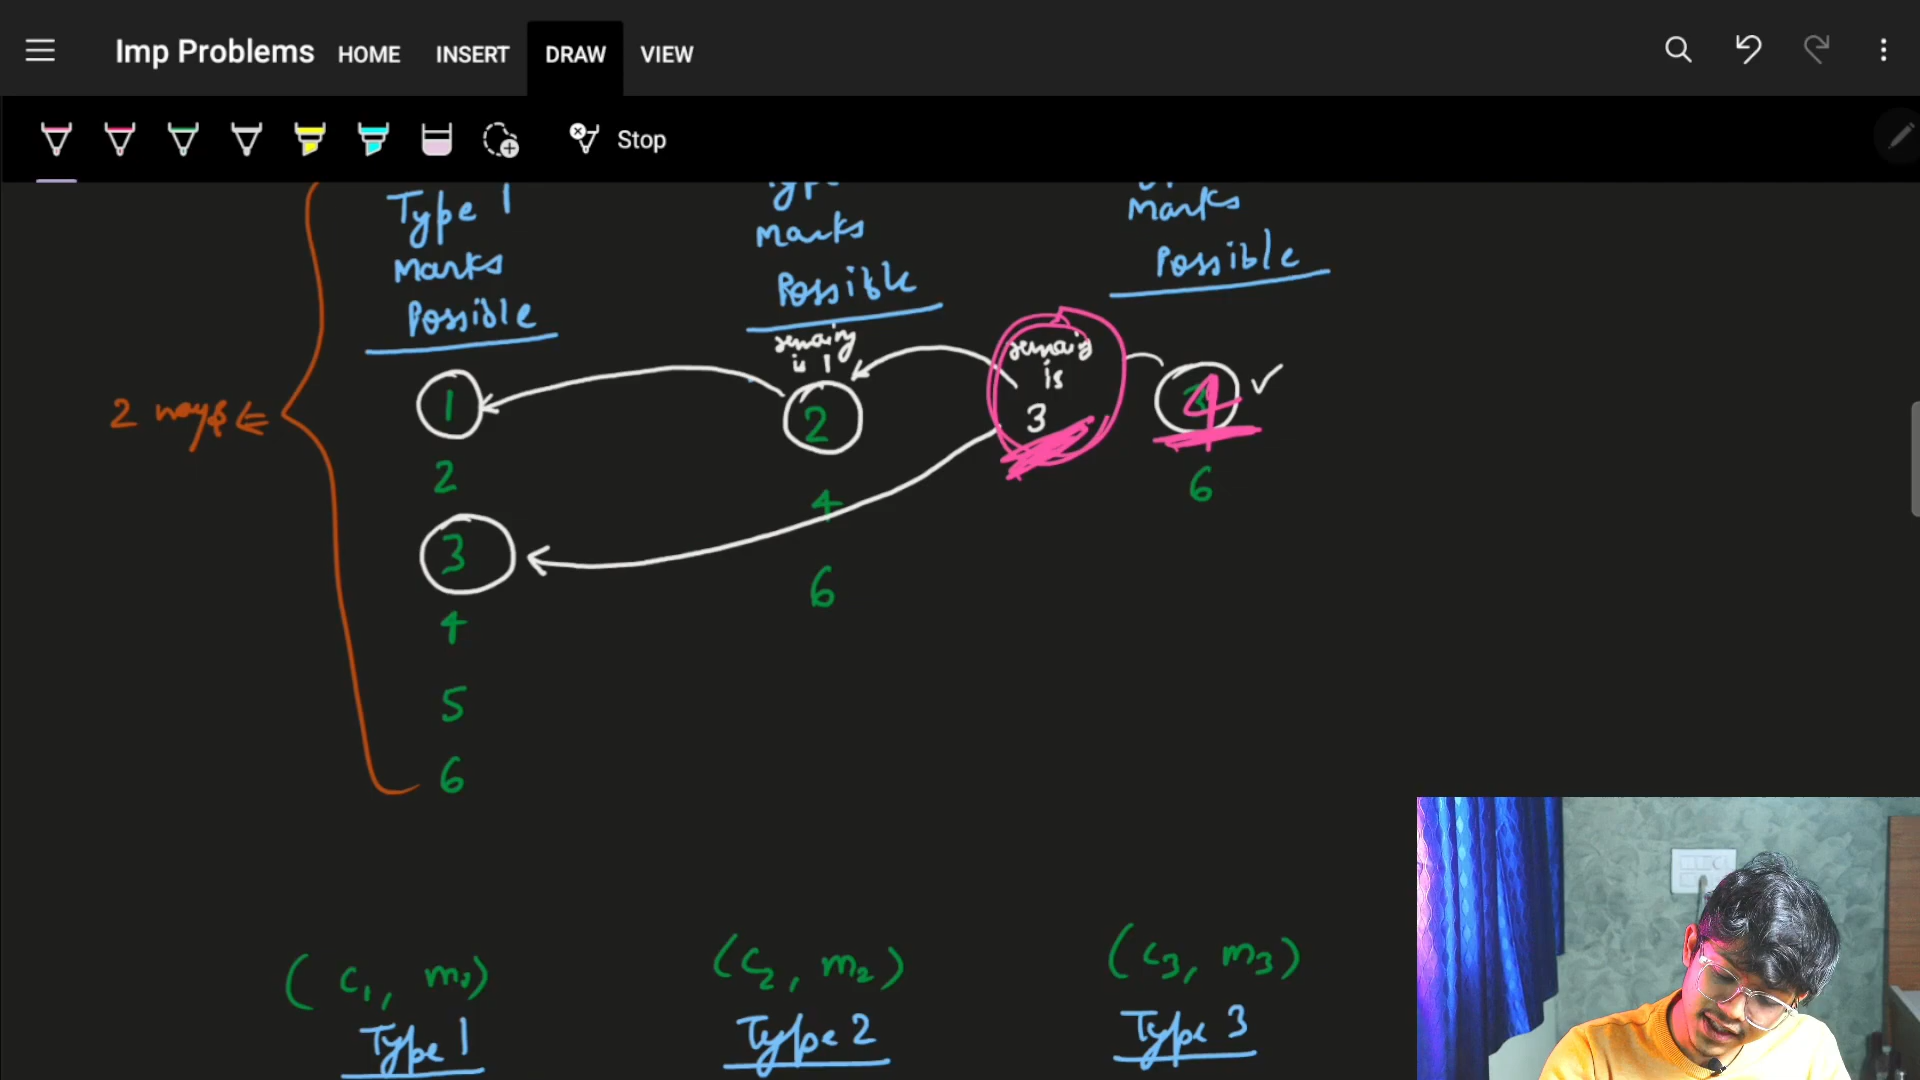 Imp Problems HOME INSERT DRAW VIEW
Stop
Type 1
Marks
Possible
Marks
Possible
Marks
Possible
remaing
is 1
remaing
is
3
2 ways
1
2
3
4
5
6
2
4
6
4
6
(c₁, m₁)
Type 1
(c₂, m₂)
Type 2
(c₃, m₃)
Type 3